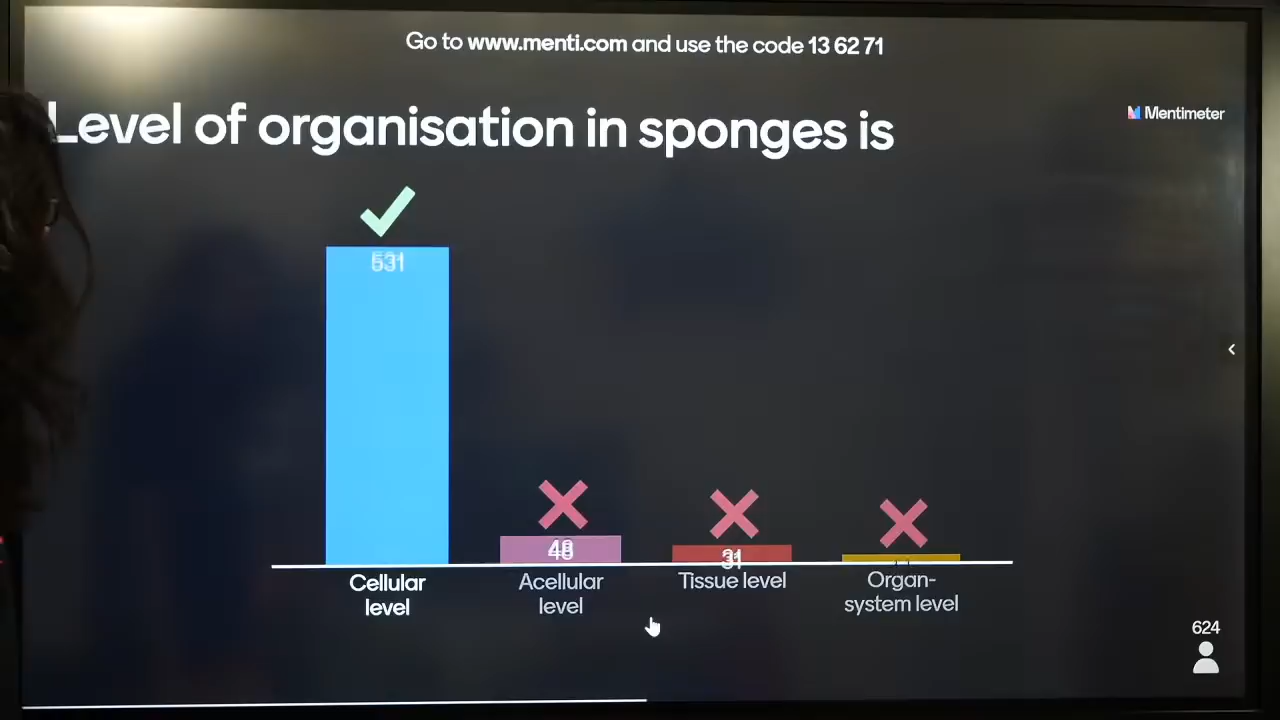 Go to www.menti.com and use the code 13 62 71
Level of organisation in sponges is
Mentimeter
531
48
31
Cellular
level
Acellular
level
Tissue level
Organ-
system level
624